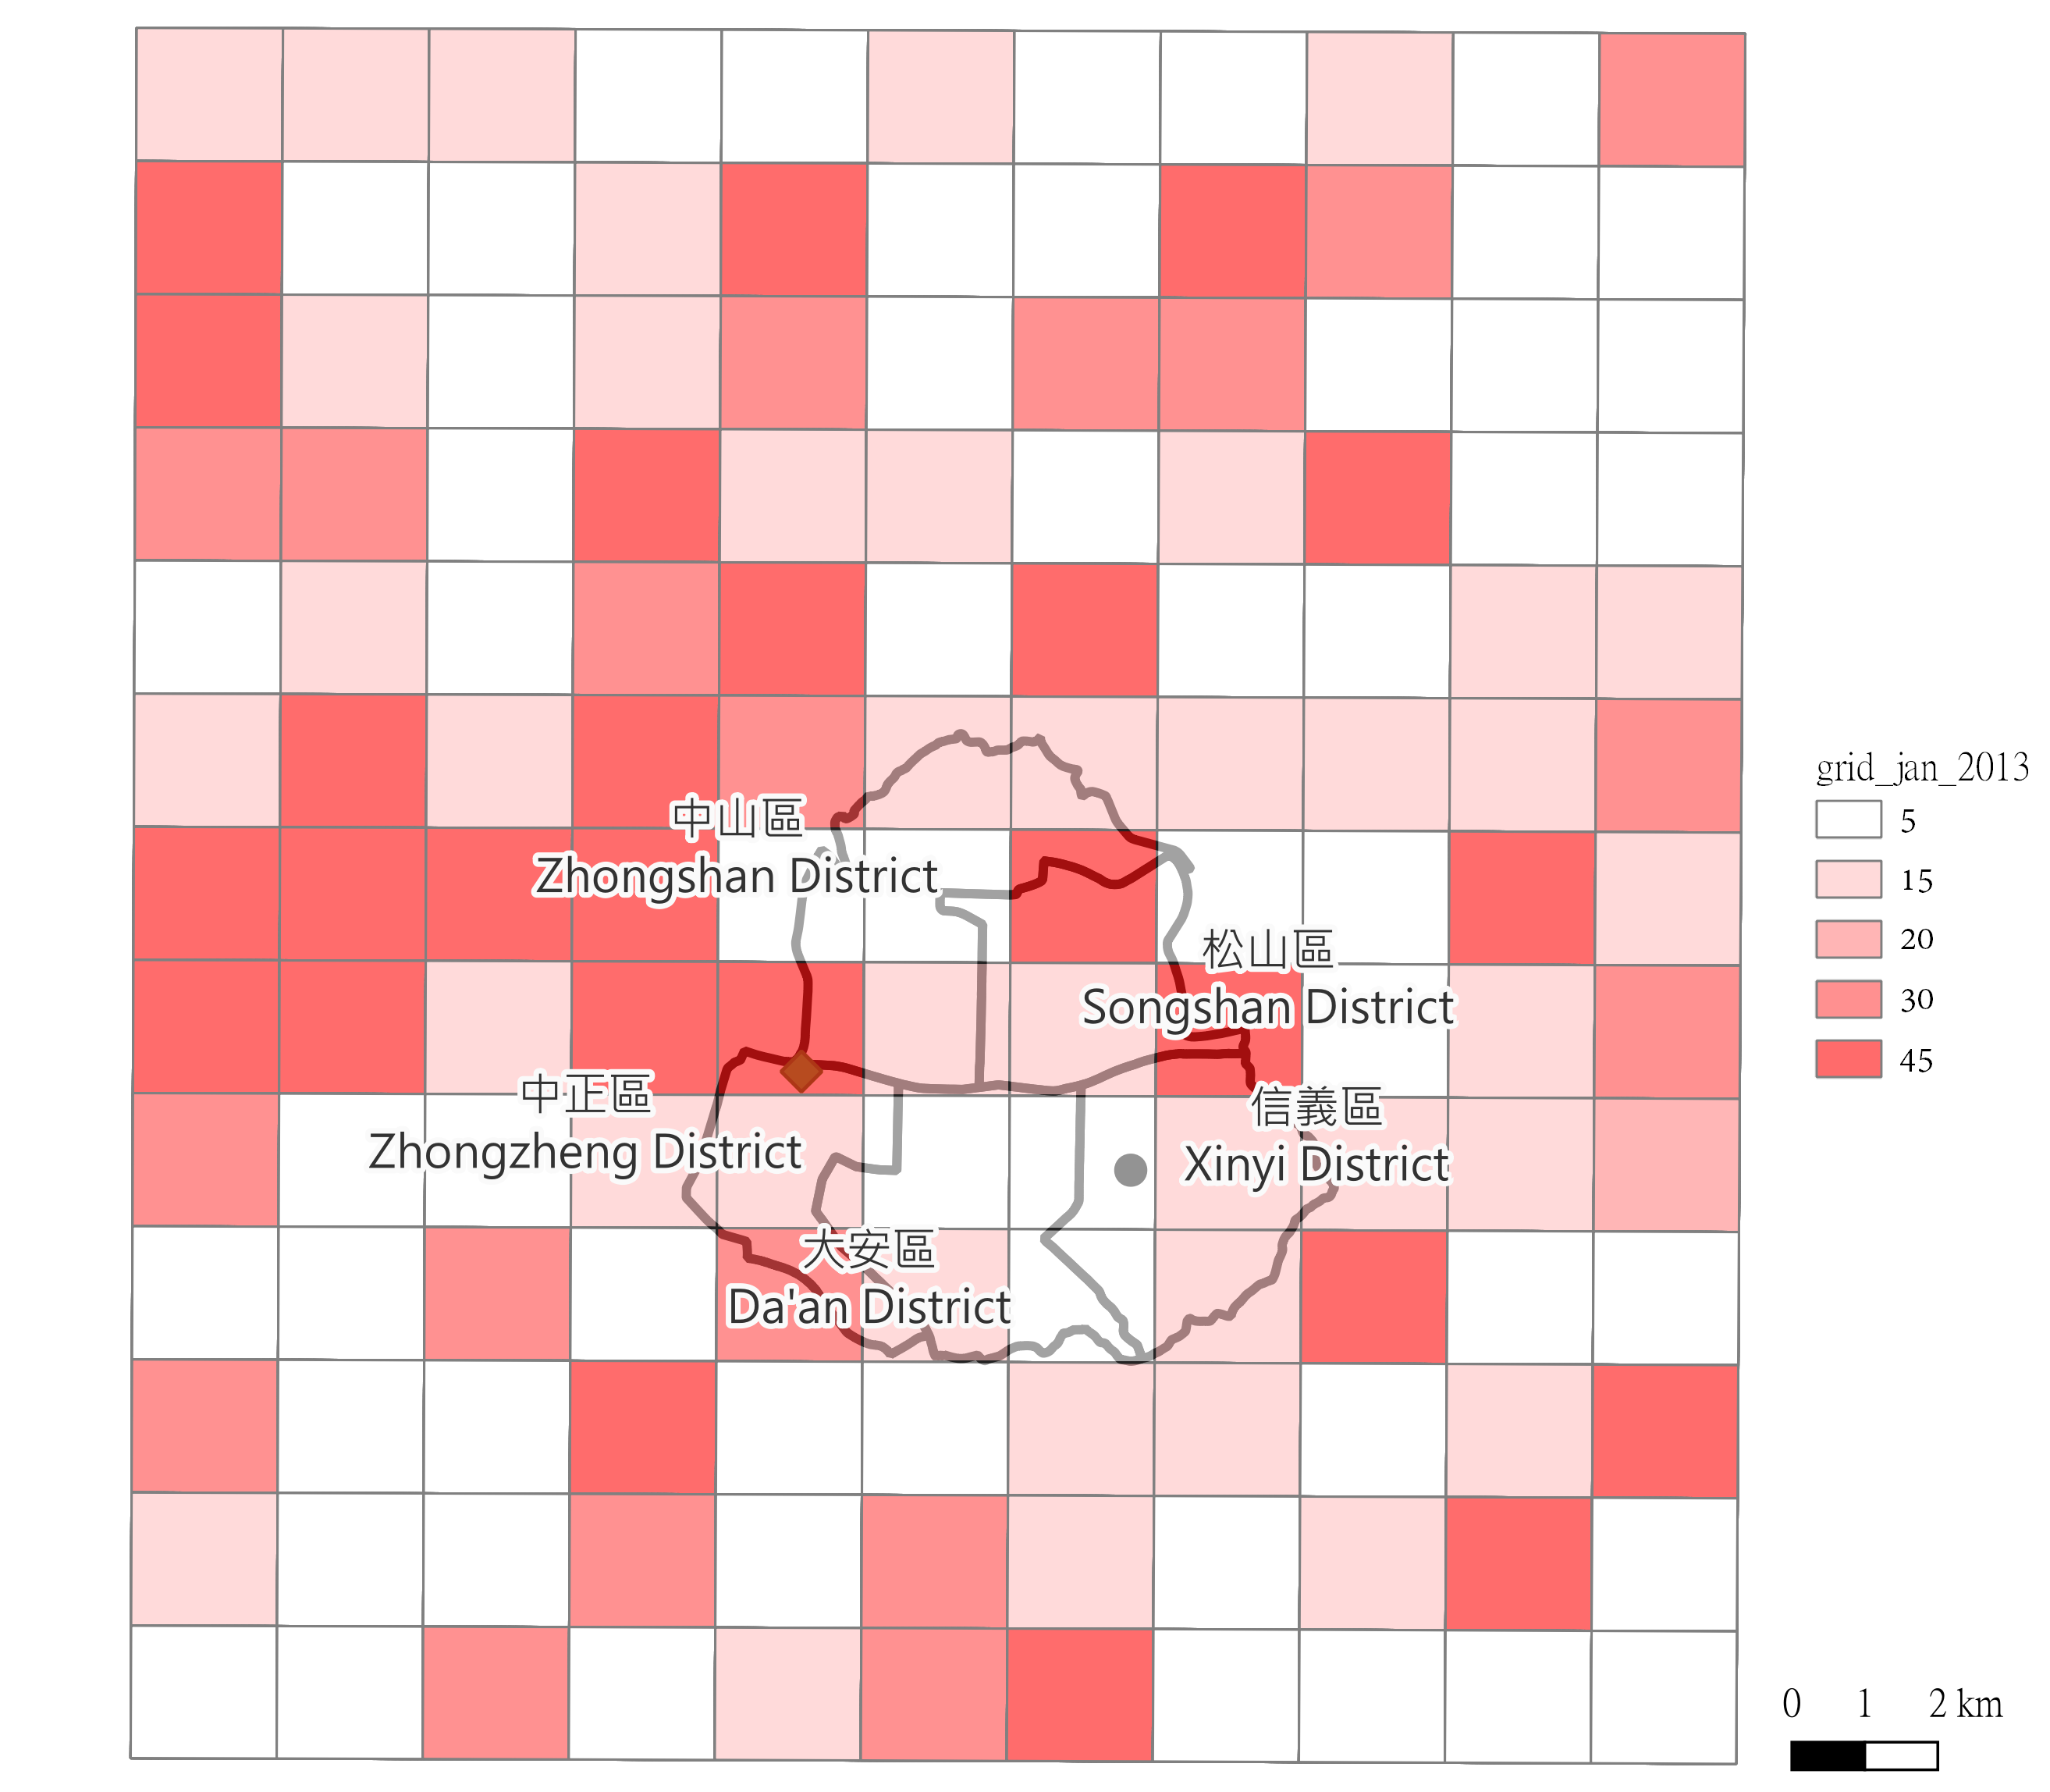 中山區
Zhongshan District
松山區
Songshan District
中正區
Zhongzheng District
信義區
Xinyi District
大安區
Da'an District
grid_jan_2013
5
15
20
30
45
0 1 2 km